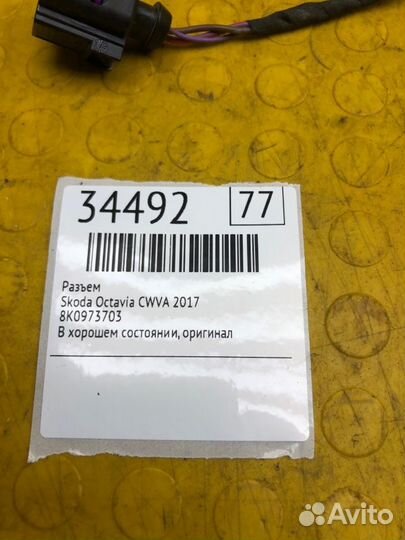 34492 77
Разъем
Skoda Octavia CWVA 2017
8K0973703
В хорошем состоянии, оригинал
Avito